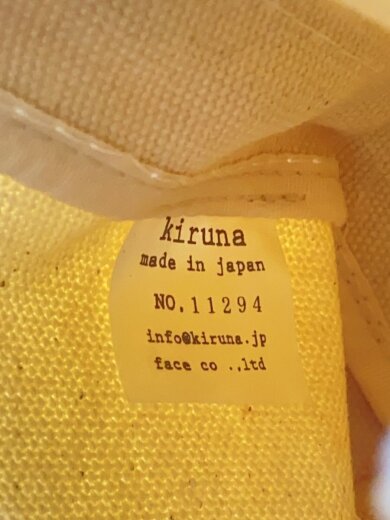 kiruna
made in japan
NO.11294
info@kiruna.jp
face co .,ltd